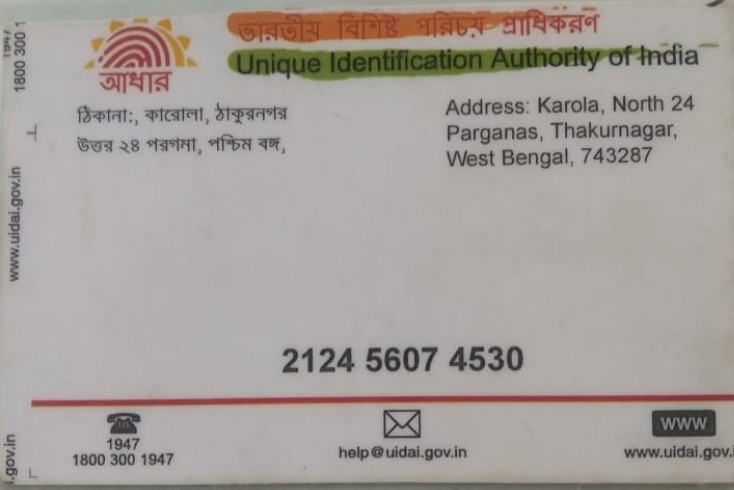 ভারতীয় বিশিষ্ট পরিচয় প্রাধিকরণ
Unique Identification Authority of India
আধার
ঠিকানা:, কারোলা, ঠাকুরনগর
উত্তর ২৪ পরগমা, পশ্চিম বঙ্গ,
Address: Karola, North 24
Parganas, Thakurnagar,
West Bengal, 743287
2124 5607 4530
1947
1800 300 1947
help@uidai.gov.in
www
www.uidai.gov.i
1947
1800 300 1
www.uidai.gov.in
.gov.in